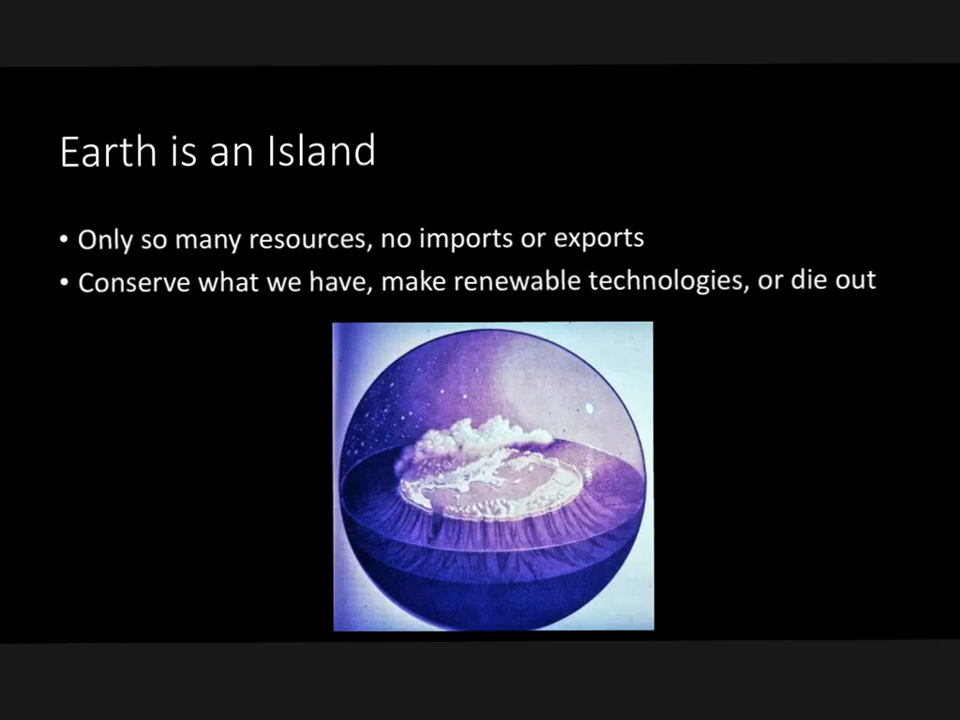 Earth is an Island
• Only so many resources, no imports or exports
• Conserve what we have, make renewable technologies, or die out